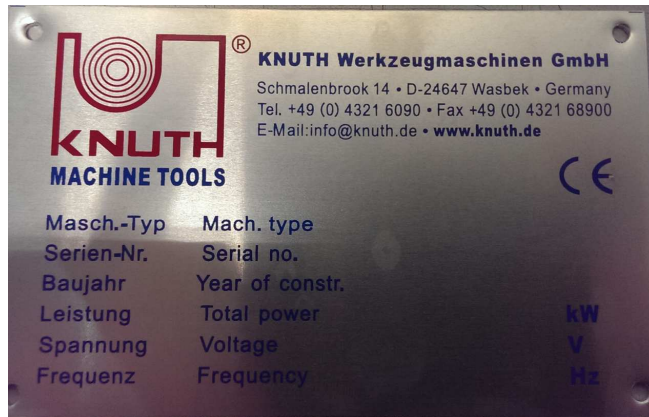 ®
KNUTH
MACHINE TOOLS
KNUTH Werkzeugmaschinen GmbH
Schmalenbrook 14 • D-24647 Wasbek • Germany
Tel. +49 (0) 4321 6090 • Fax +49 (0) 4321 68900
E-Mail:info@knuth.de • www.knuth.de
CE
Masch.-Typ Mach. type
Serien-Nr. Serial no.
Baujahr Year of constr.
Leistung Total power kW
Spannung Voltage V
Frequenz Frequency Hz